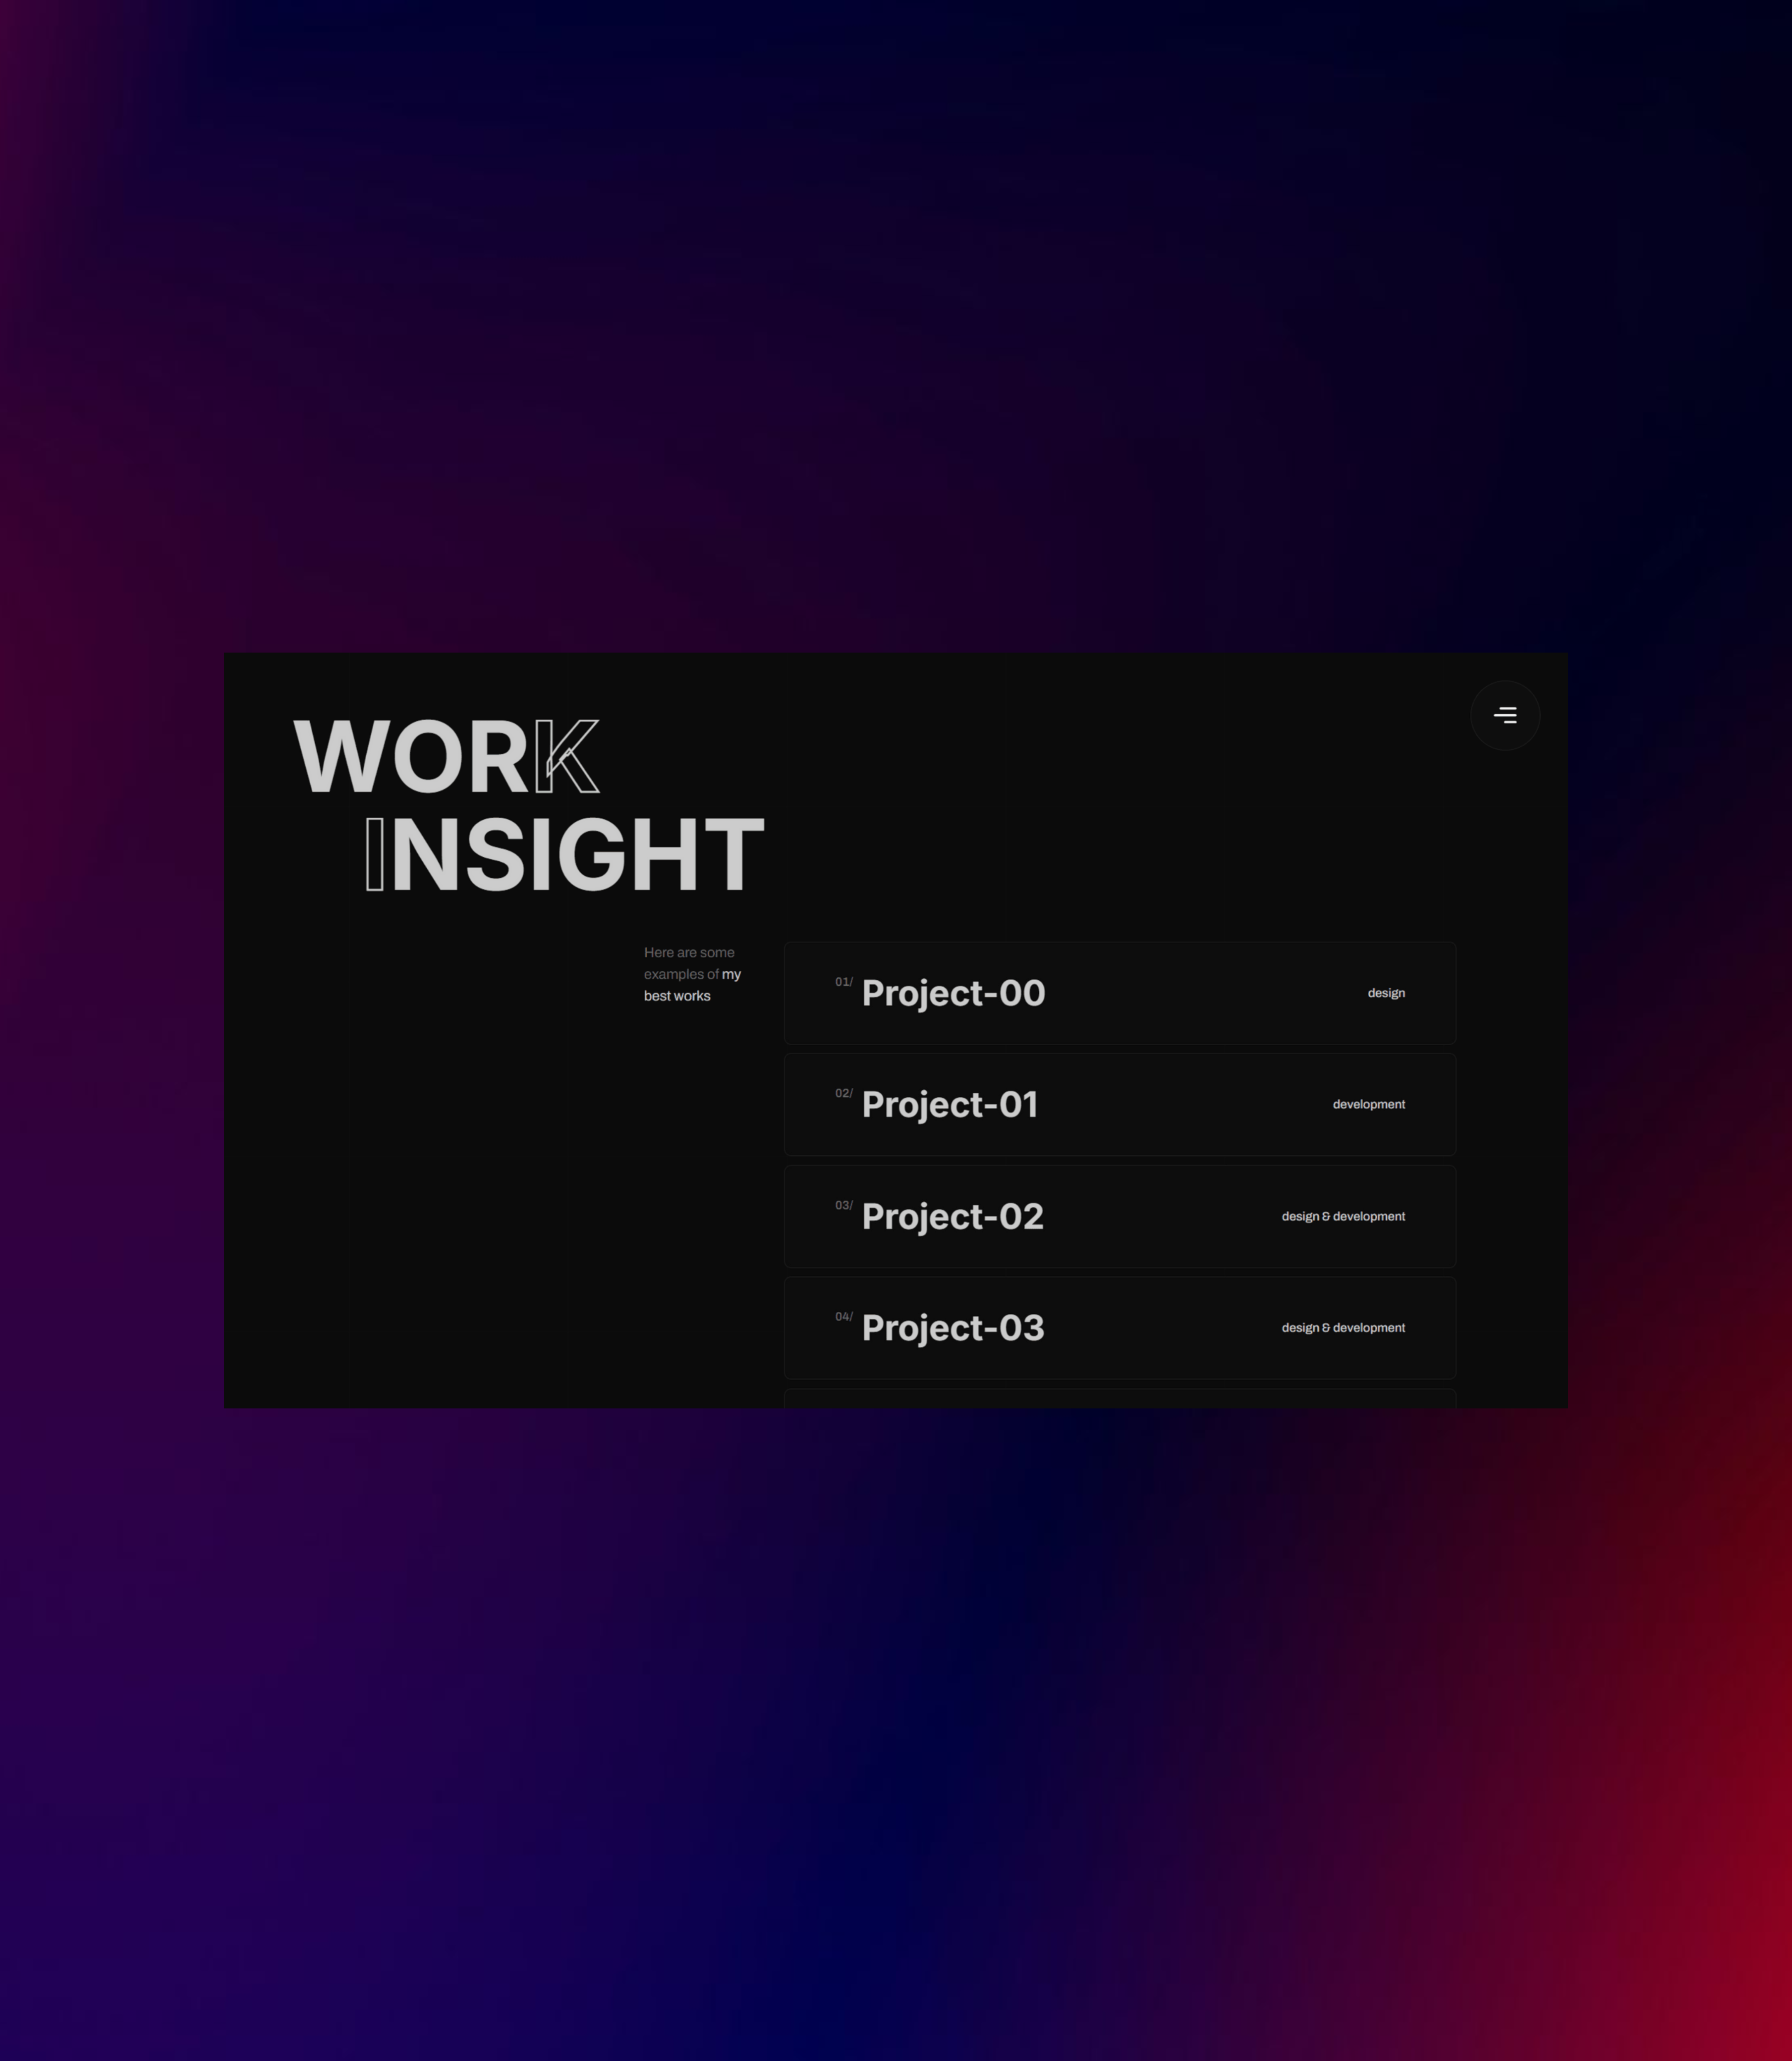 WORK
INSIGHT
Here are some
examples of my
best works
01/ Project-00 design
02/ Project-01 development
03/ Project-02 design & development
04/ Project-03 design & development